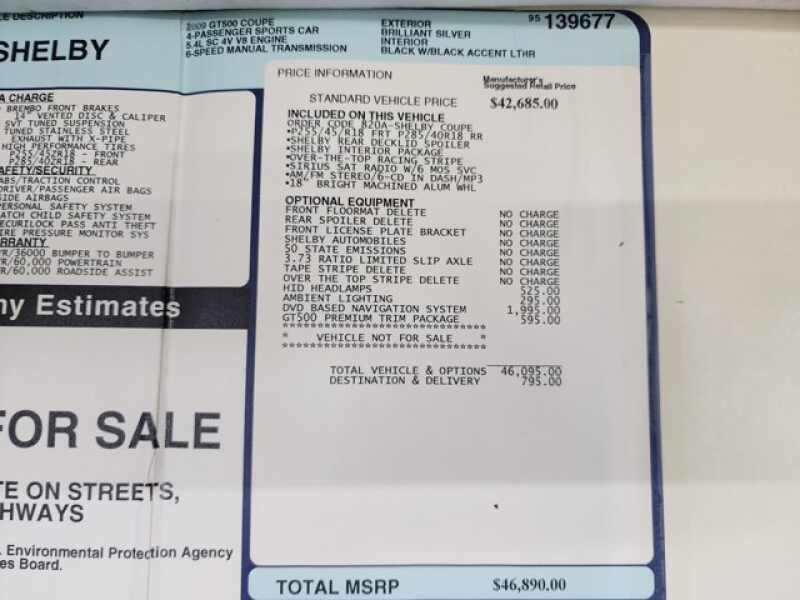 DESCRIPTION
SHELBY
2009 GT500 COUPE
4-PASSENGER SPORTS CAR
5.4L SC 4V V8 ENGINE
6-SPEED MANUAL TRANSMISSION
EXTERIOR
BRILLIANT SILVER
INTERIOR
BLACK W/BLACK ACCENT LTHR
95 139677
A CHARGE
BREMBO FRONT BRAKES
14" VENTED DISC & CALIPER
SVT TUNED SUSPENSION
TUNED STAINLESS STEEL
EXHAUST WITH X-PIPE
HIGH PERFORMANCE TIRES
P255/45ZR18 - FRONT
P285/40ZR18 - REAR
SAFETY/SECURITY
ABS/TRACTION CONTROL
DRIVER/PASSENGER AIR BAGS
SIDE AIRBAGS
PERSONAL SAFETY SYSTEM
LATCH CHILD SAFETY SYSTEM
SECURILOCK PASS ANTI THEFT
TIRE PRESSURE MONITOR SYS
WARRANTY
YR/36000 BUMPER TO BUMPER
YR/60,000 POWERTRAIN
YR/60,000 ROADSIDE ASSIST
ny Estimates
FOR SALE
TE ON STREETS,
HWAYS
. Environmental Protection Agency
es Board.
PRICE INFORMATION
Manufacturer's
Suggested Retail Price
STANDARD VEHICLE PRICE $42,685.00
INCLUDED ON THIS VEHICLE
ORDER CODE 820A-SHELBY COUPE
•P255/45/R18 FRT P285/40R18 RR
•SHELBY REAR DECKLID SPOILER
•SHELBY INTERIOR PACKAGE
•OVER-THE-TOP RACING STRIPE
•SIRIUS SAT RADIO W/6 MOS SVC
•AM/FM STEREO/6-CD IN DASH/MP3
•18" BRIGHT MACHINED ALUM WHL
OPTIONAL EQUIPMENT
FRONT FLOORMAT DELETE NO CHARGE
REAR SPOILER DELETE NO CHARGE
FRONT LICENSE PLATE BRACKET NO CHARGE
SHELBY AUTOMOBILES NO CHARGE
50 STATE EMISSIONS NO CHARGE
3.73 RATIO LIMITED SLIP AXLE NO CHARGE
TAPE STRIPE DELETE NO CHARGE
OVER THE TOP STRIPE DELETE NO CHARGE
HID HEADLAMPS 525.00
AMBIENT LIGHTING 295.00
DVD BASED NAVIGATION SYSTEM 1,995.00
GT500 PREMIUM TRIM PACKAGE 595.00
******************************
* VEHICLE NOT FOR SALE *
******************************
TOTAL VEHICLE & OPTIONS 46,095.00
DESTINATION & DELIVERY 795.00
TOTAL MSRP $46,890.00